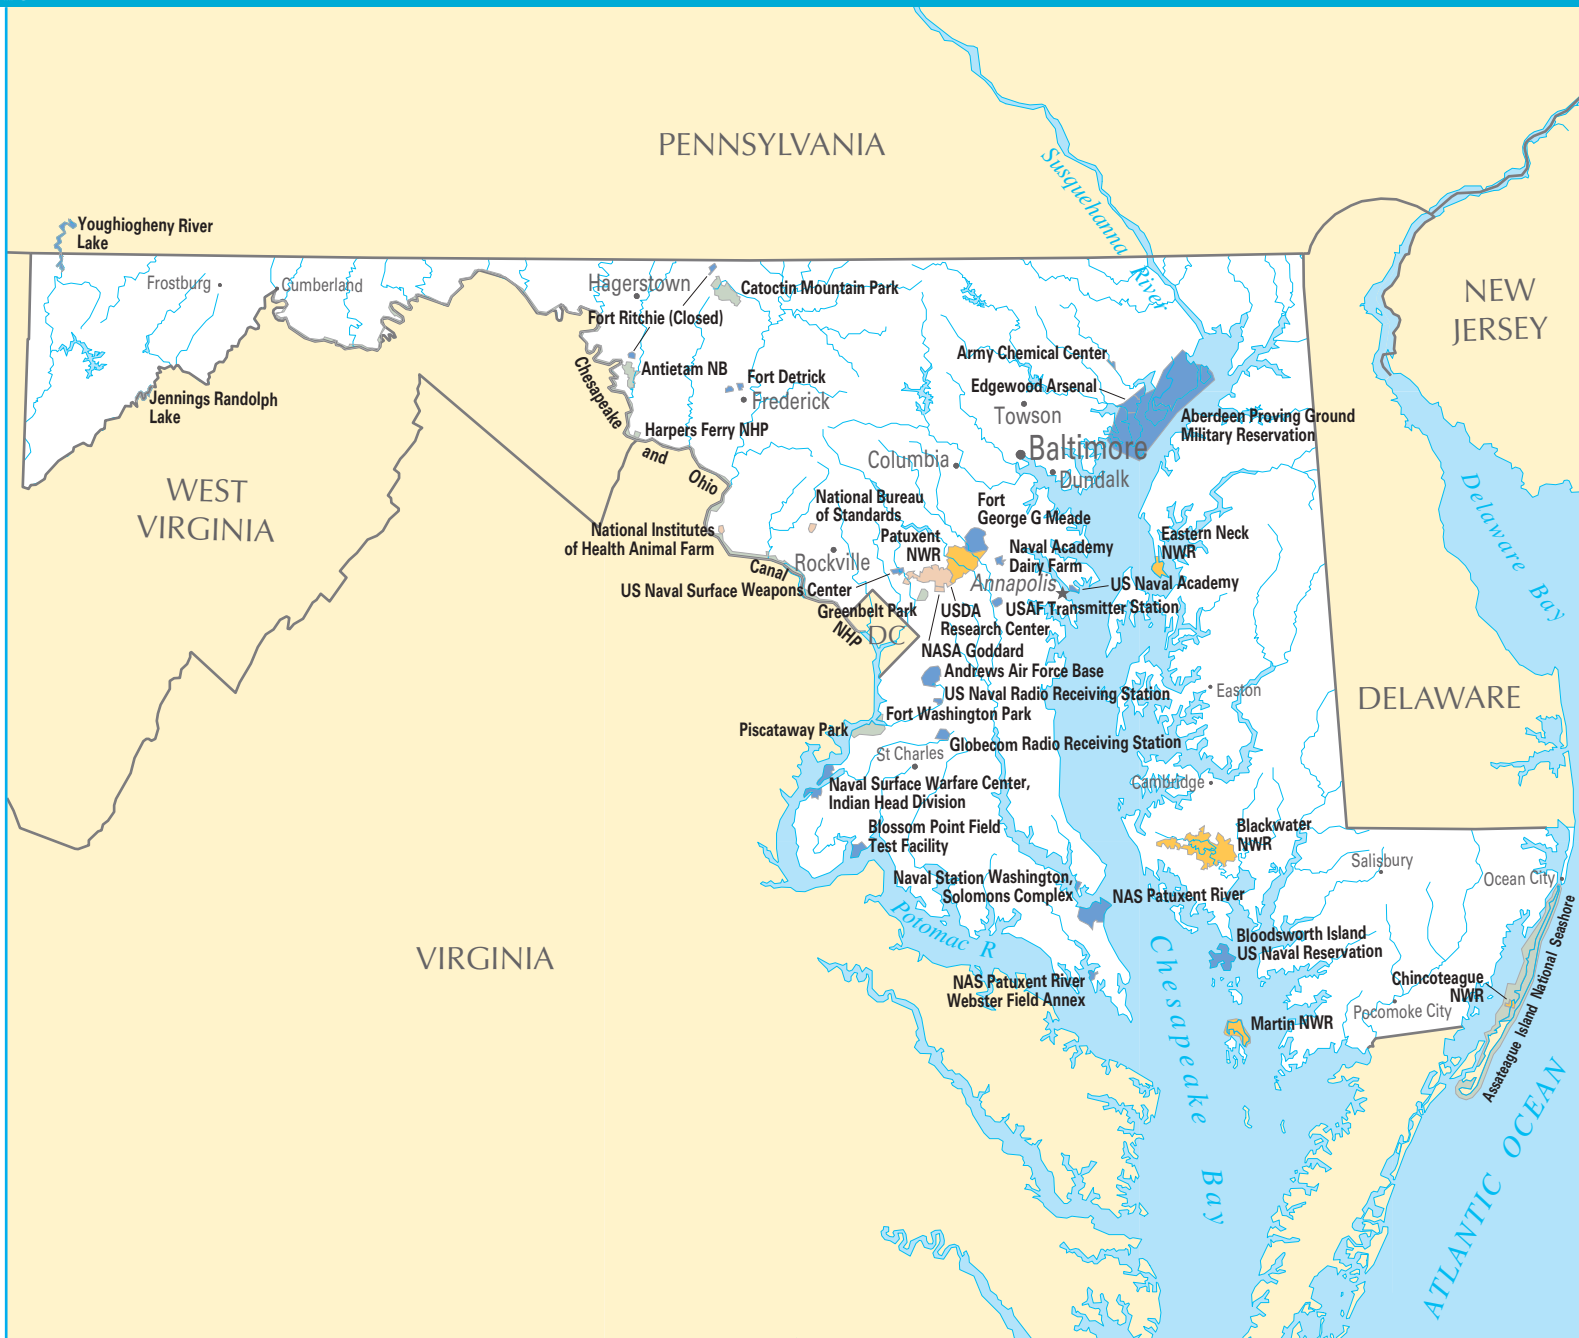 PENNSYLVANIA
Susquehanna River
Youghiogheny River
Lake
NEW
JERSEY
Frostburg
Cumberland
Hagerstown
Catoctin Mountain Park
Fort Ritchie (Closed)
Army Chemical Center
Antietam NB
Fort Detrick
Edgewood Arsenal
Jennings Randolph
Lake
Frederick
Towson
Aberdeen Proving Ground
Military Reservation
Harpers Ferry NHP
Baltimore
Chesapeake and Ohio Canal NHP
Columbia
Dundalk
WEST
VIRGINIA
Delaware Bay
National Bureau
of Standards
Fort
George G Meade
National Institutes
of Health Animal Farm
Patuxent
NWR
Eastern Neck
NWR
Rockville
Naval Academy
Dairy Farm
Annapolis
US Naval Academy
US Naval Surface Weapons Center
Greenbelt Park
USDA
Research Center
USAF Transmitter Station
DC
NASA Goddard
Andrews Air Force Base
US Naval Radio Receiving Station
Easton
DELAWARE
Fort Washington Park
Piscataway Park
Globecom Radio Receiving Station
St Charles
Naval Surface Warfare Center,
Indian Head Division
Cambridge
Blossom Point Field
Test Facility
Blackwater
NWR
Salisbury
Ocean City
Naval Station Washington,
Solomons Complex
NAS Patuxent River
Potomac R
Bloodsworth Island
US Naval Reservation
VIRGINIA
Chesapeake Bay
NAS Patuxent River
Webster Field Annex
Chincoteague
NWR
Pocomoke City
Martin NWR
Assateague Island National Seashore
ATLANTIC OCEAN